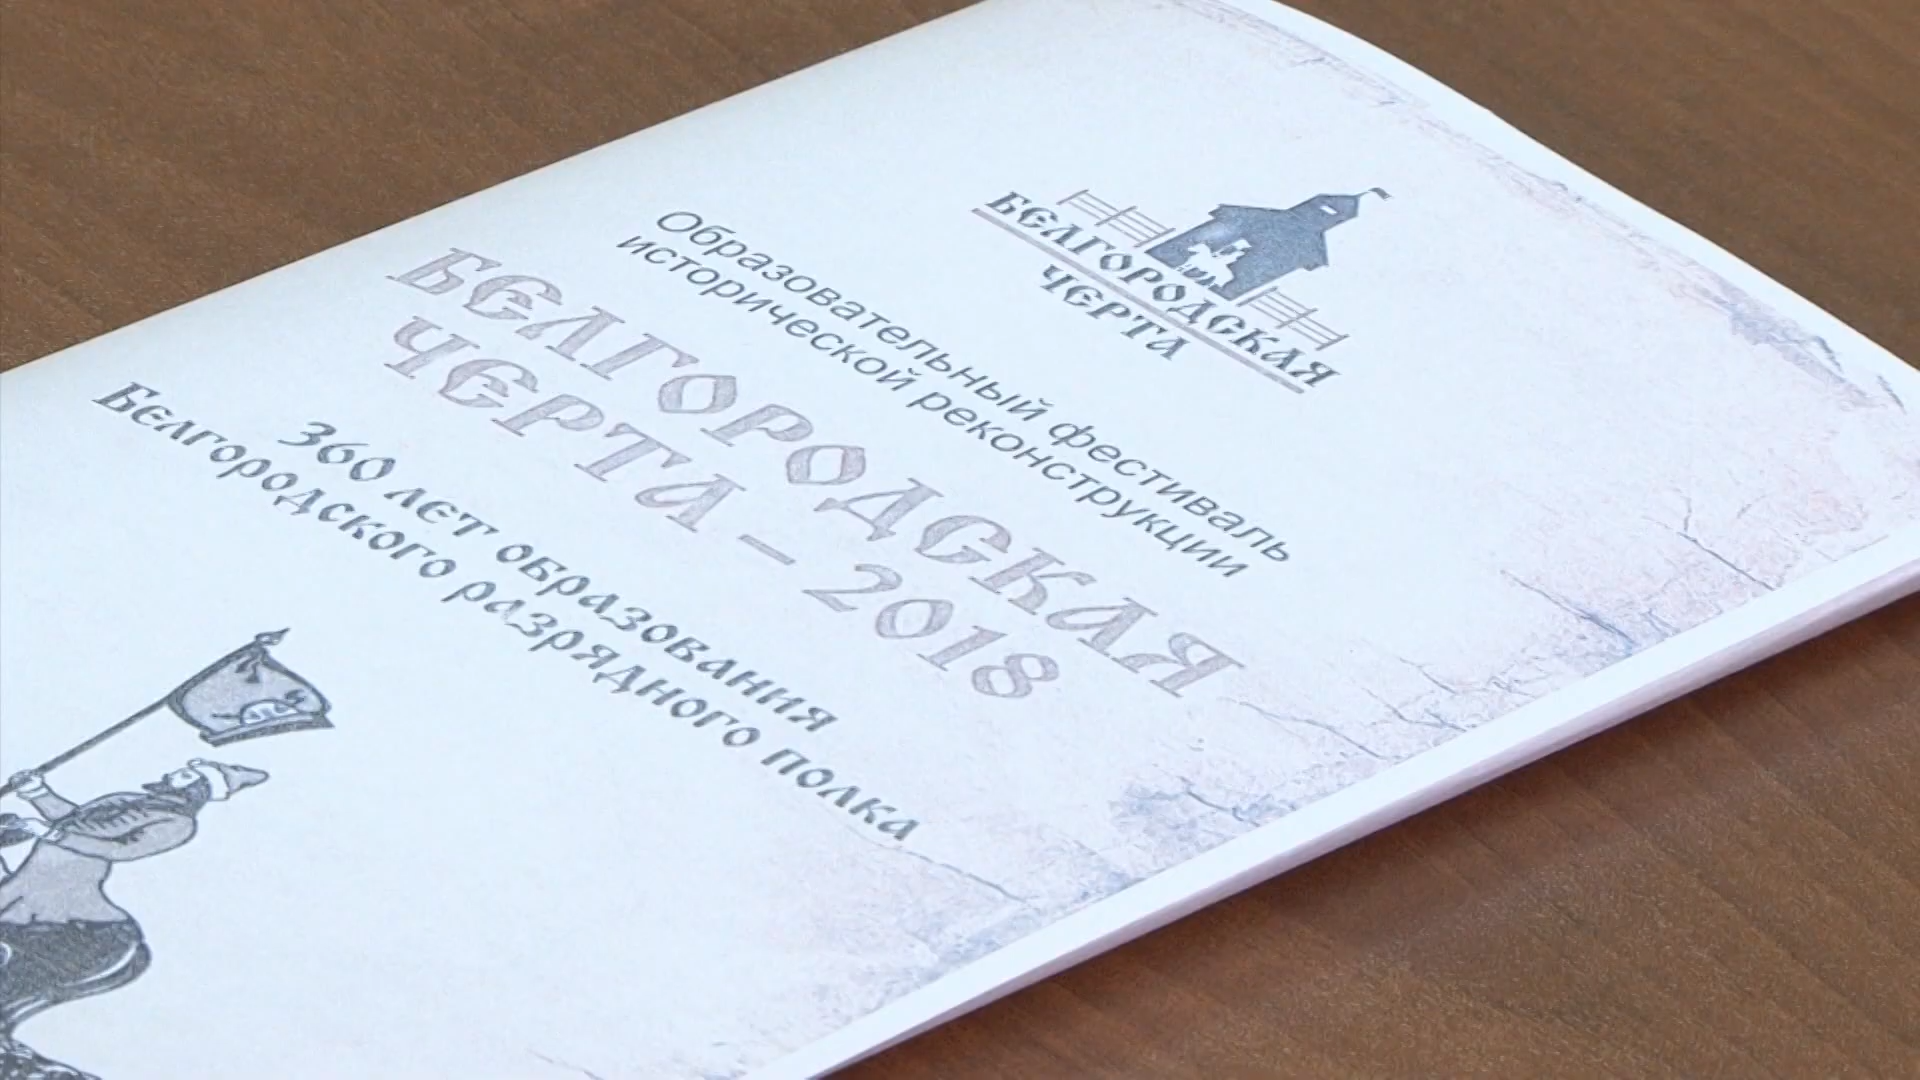 БЕЛГОРОДСКАЯ
ЧЕРТА
Образовательный фестиваль
исторической реконструкции
БЕЛГОРОДСКАЯ
ЧЕРТА – 2018
360 лет образования
Белгородского разрядного полка